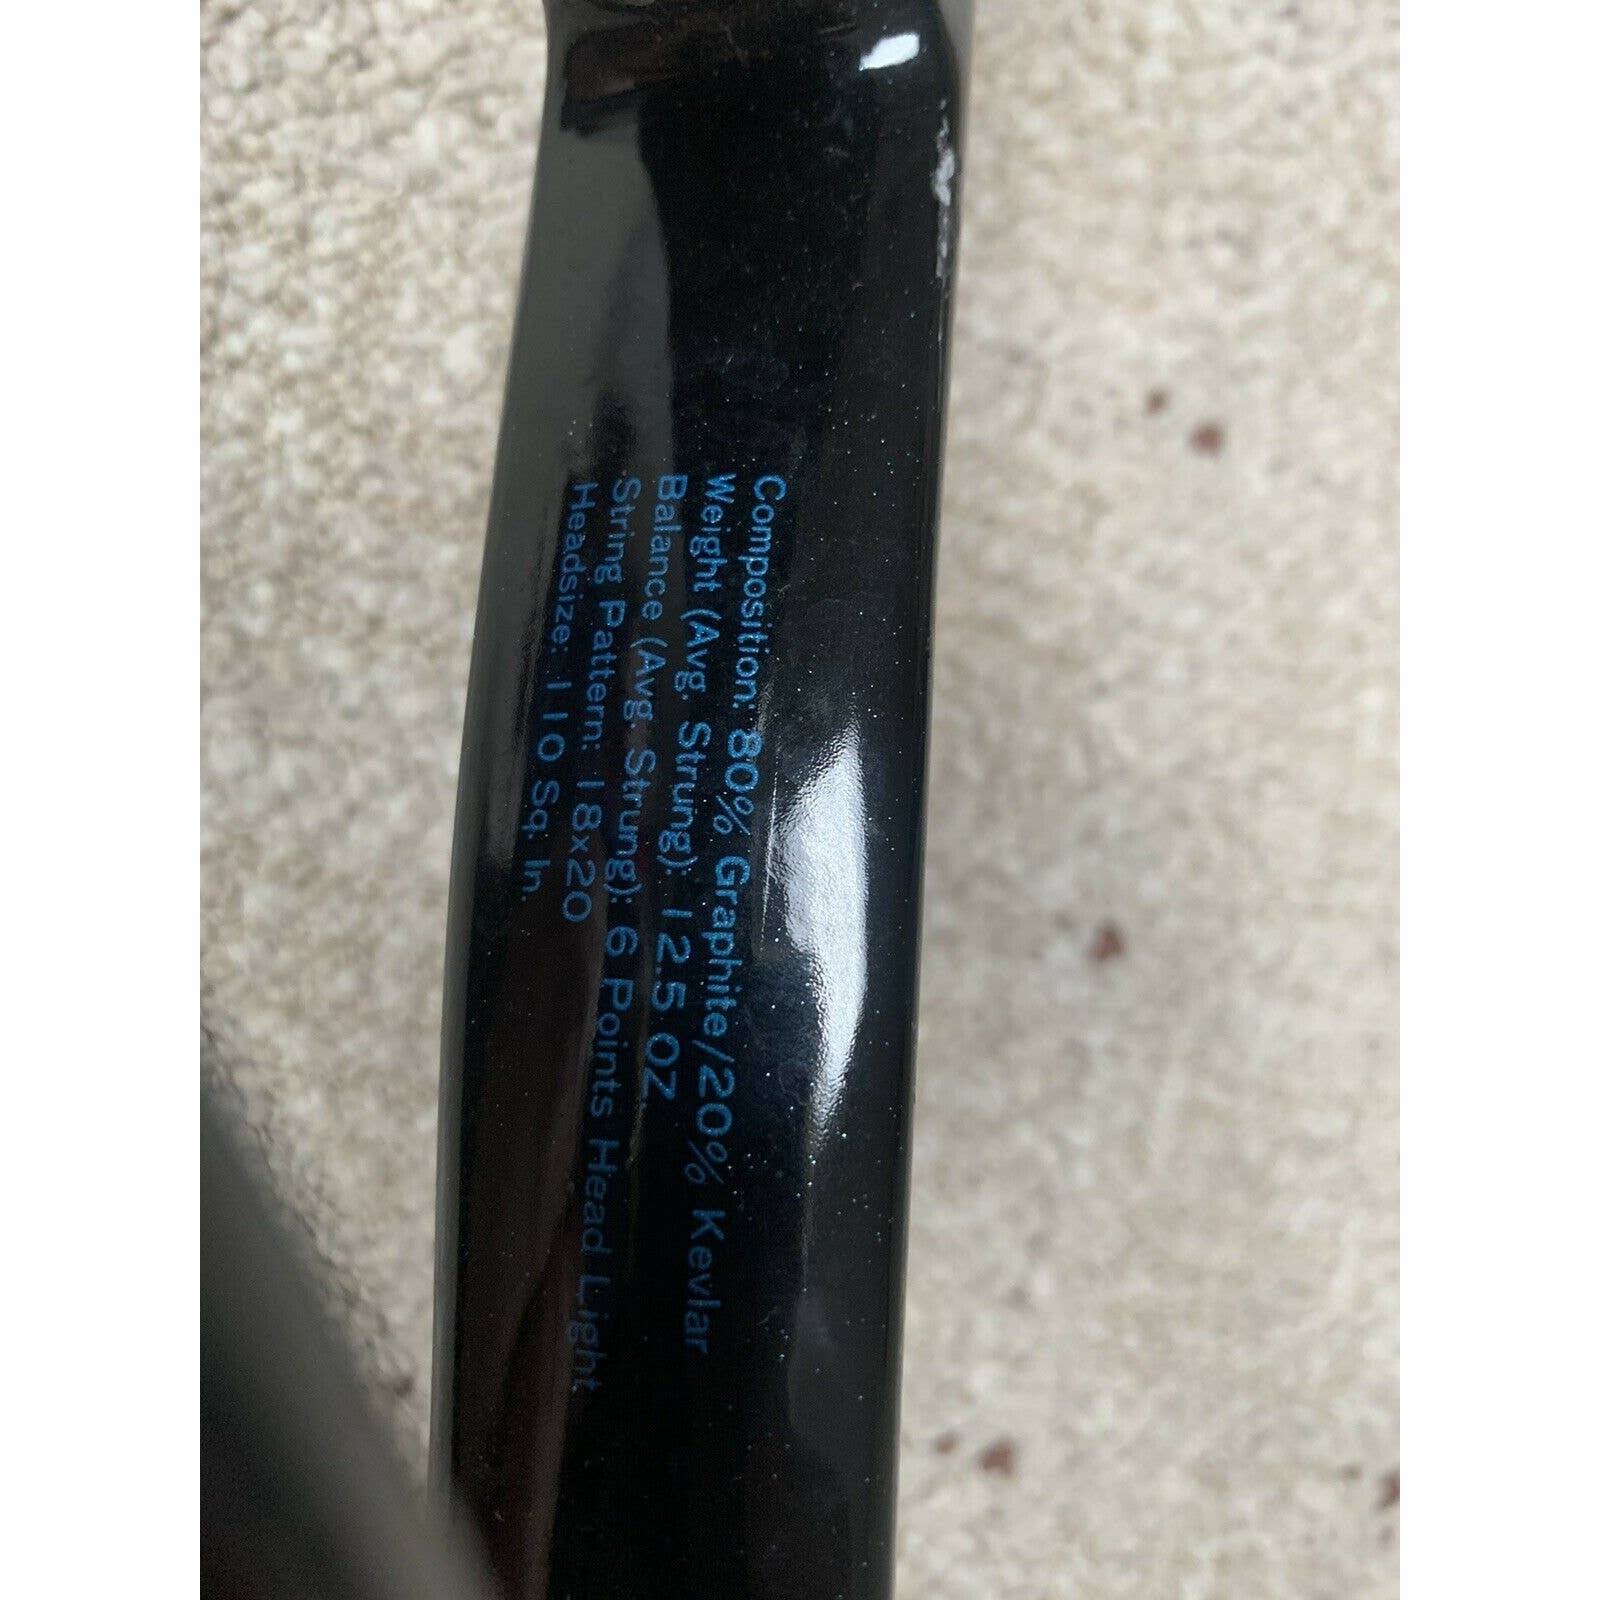 Composition: 80% Graphite/20% Kevlar
Weight (Avg. Strung): 12.5 OZ.
Balance (Avg. Strung): 6 Points Head Light
String Pattern: 18x20
Headsize: 110 Sq. In.